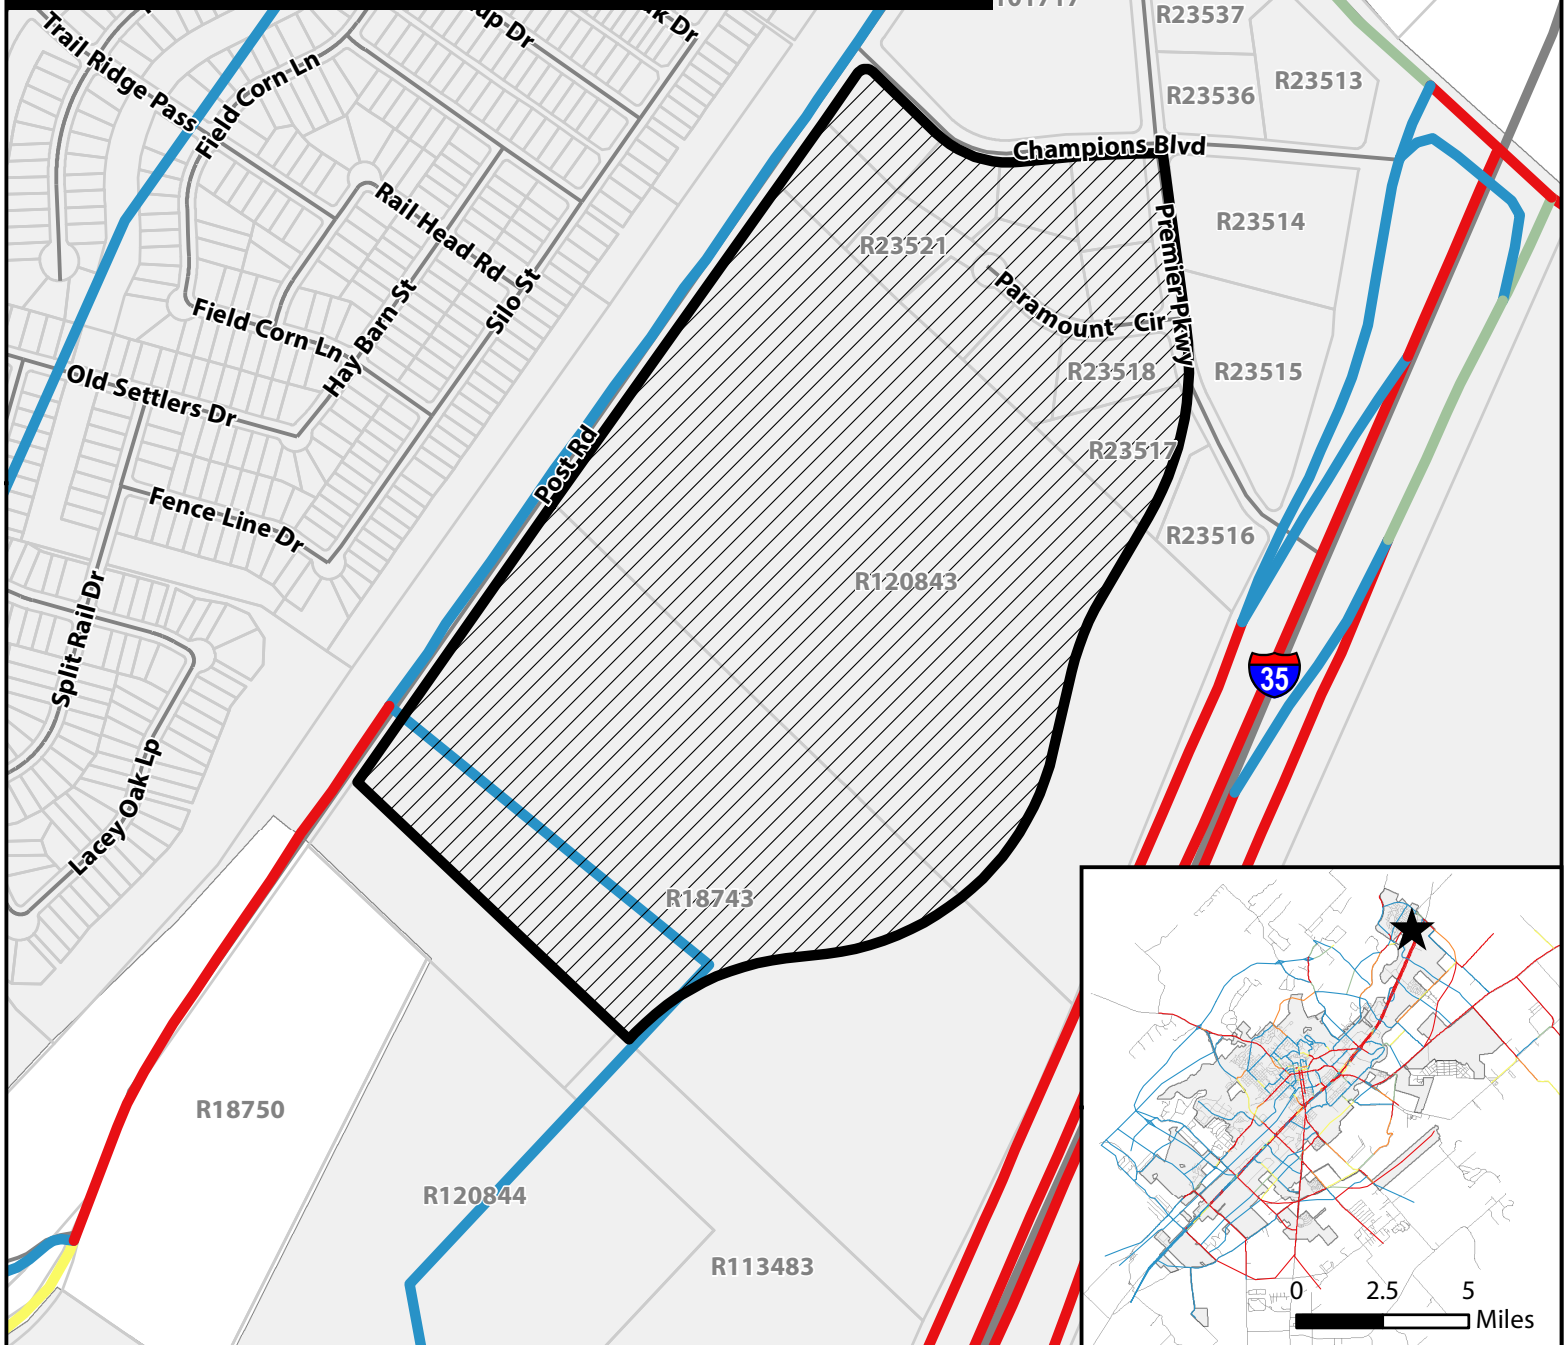 R23537
Trail Ridge Pass
Field Corn Ln
up Dr
k Dr
R23513
R23536
Champions Blvd
Rail Head Rd
R23514
Premier Pkwy
R23521
Silo St
Paramount Cir
Hay Barn St
Field Corn Ln
R23518
R23515
Old Settlers Dr
Post Rd
R23517
Fence Line Dr
R23516
R120843
Split Rail Dr
35
Lacey Oak Lp
R18743
R18750
R120844
R113483
0 2.5 5
Miles